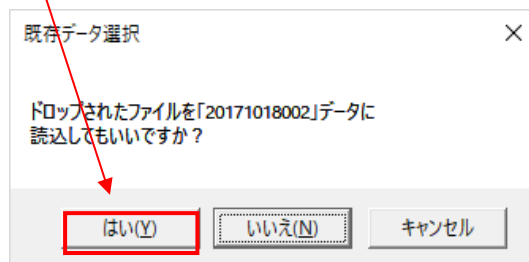 既存データ選択
ドロップされたファイルを「20171018002」データに
読込してもいいですか？
はい(Y)
いいえ(N)
キャンセル